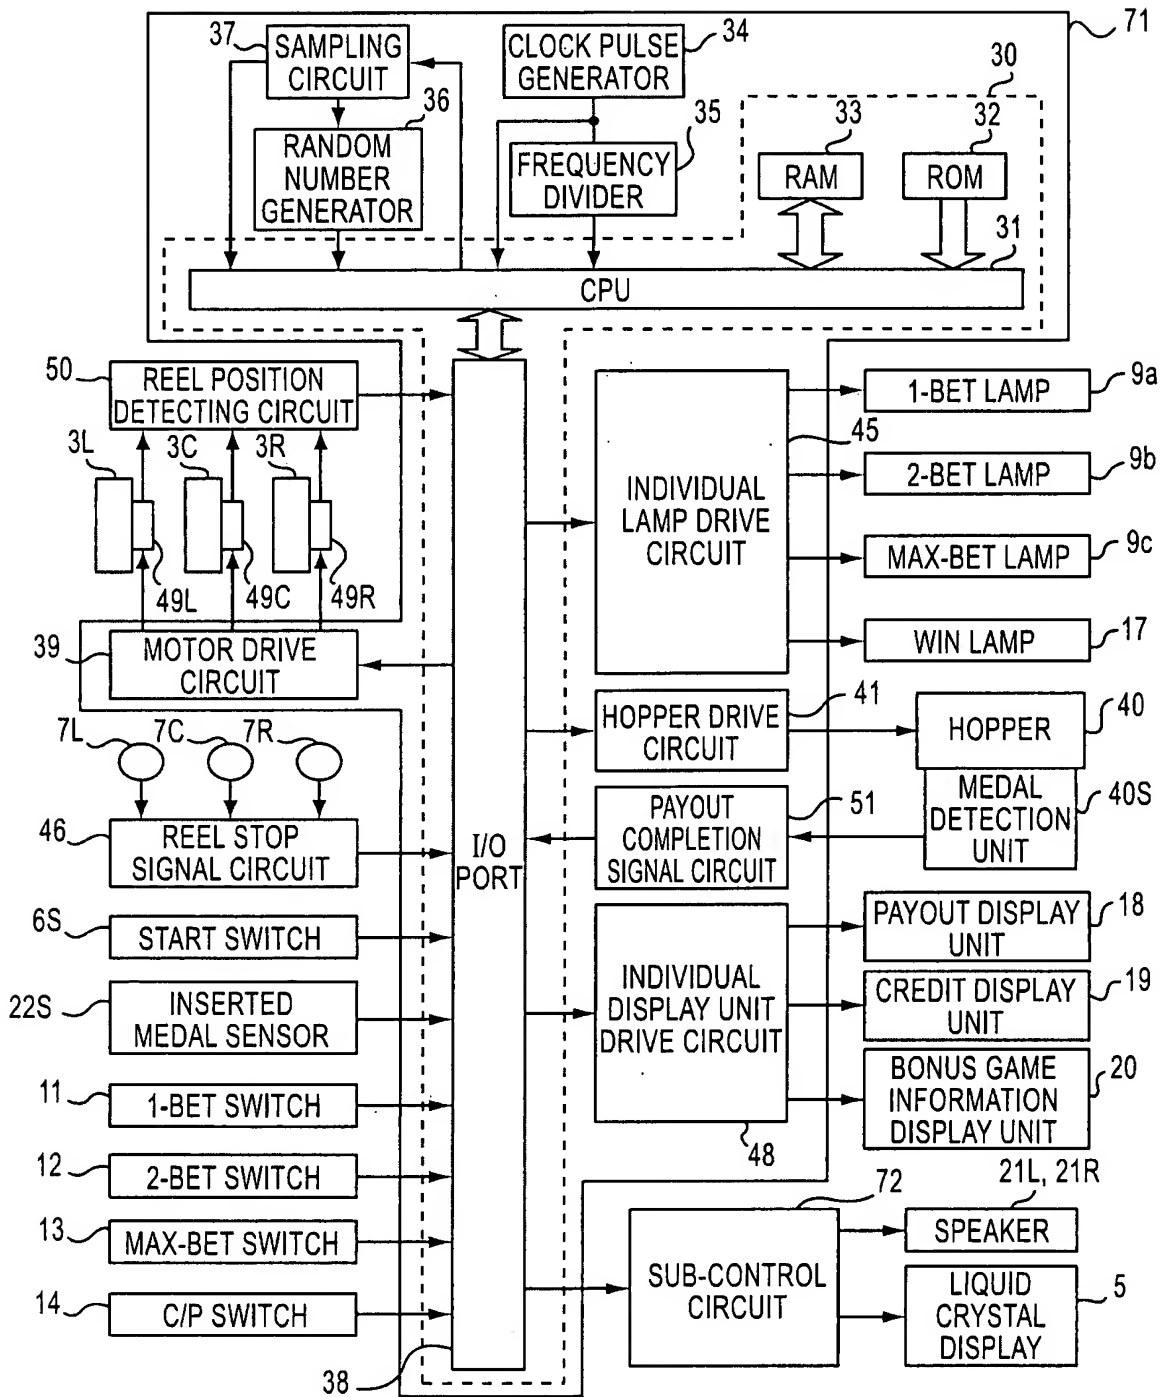 71
37
SAMPLING
CIRCUIT
CLOCK PULSE
GENERATOR
34
30
36
RANDOM
NUMBER
GENERATOR
35
FREQUENCY
DIVIDER
33
RAM
32
ROM
31
CPU
50
REEL POSITION
DETECTING CIRCUIT
3L
3C
3R
49L
49C
49R
39
MOTOR DRIVE
CIRCUIT
7L
7C
7R
46
REEL STOP
SIGNAL CIRCUIT
6S
START SWITCH
22S
INSERTED
MEDAL SENSOR
11
1-BET SWITCH
12
2-BET SWITCH
13
MAX-BET SWITCH
14
C/P SWITCH
I/O
PORT
38
INDIVIDUAL
LAMP DRIVE
CIRCUIT
45
1-BET LAMP
9a
2-BET LAMP
9b
MAX-BET LAMP
9c
WIN LAMP
17
HOPPER DRIVE
CIRCUIT
41
HOPPER
40
MEDAL
DETECTION
UNIT
40S
PAYOUT
COMPLETION
SIGNAL CIRCUIT
51
INDIVIDUAL
DISPLAY UNIT
DRIVE CIRCUIT
48
PAYOUT DISPLAY
UNIT
18
CREDIT DISPLAY
UNIT
19
BONUS GAME
INFORMATION
DISPLAY UNIT
20
21L, 21R
72
SUB-CONTROL
CIRCUIT
SPEAKER
LIQUID
CRYSTAL
DISPLAY
5